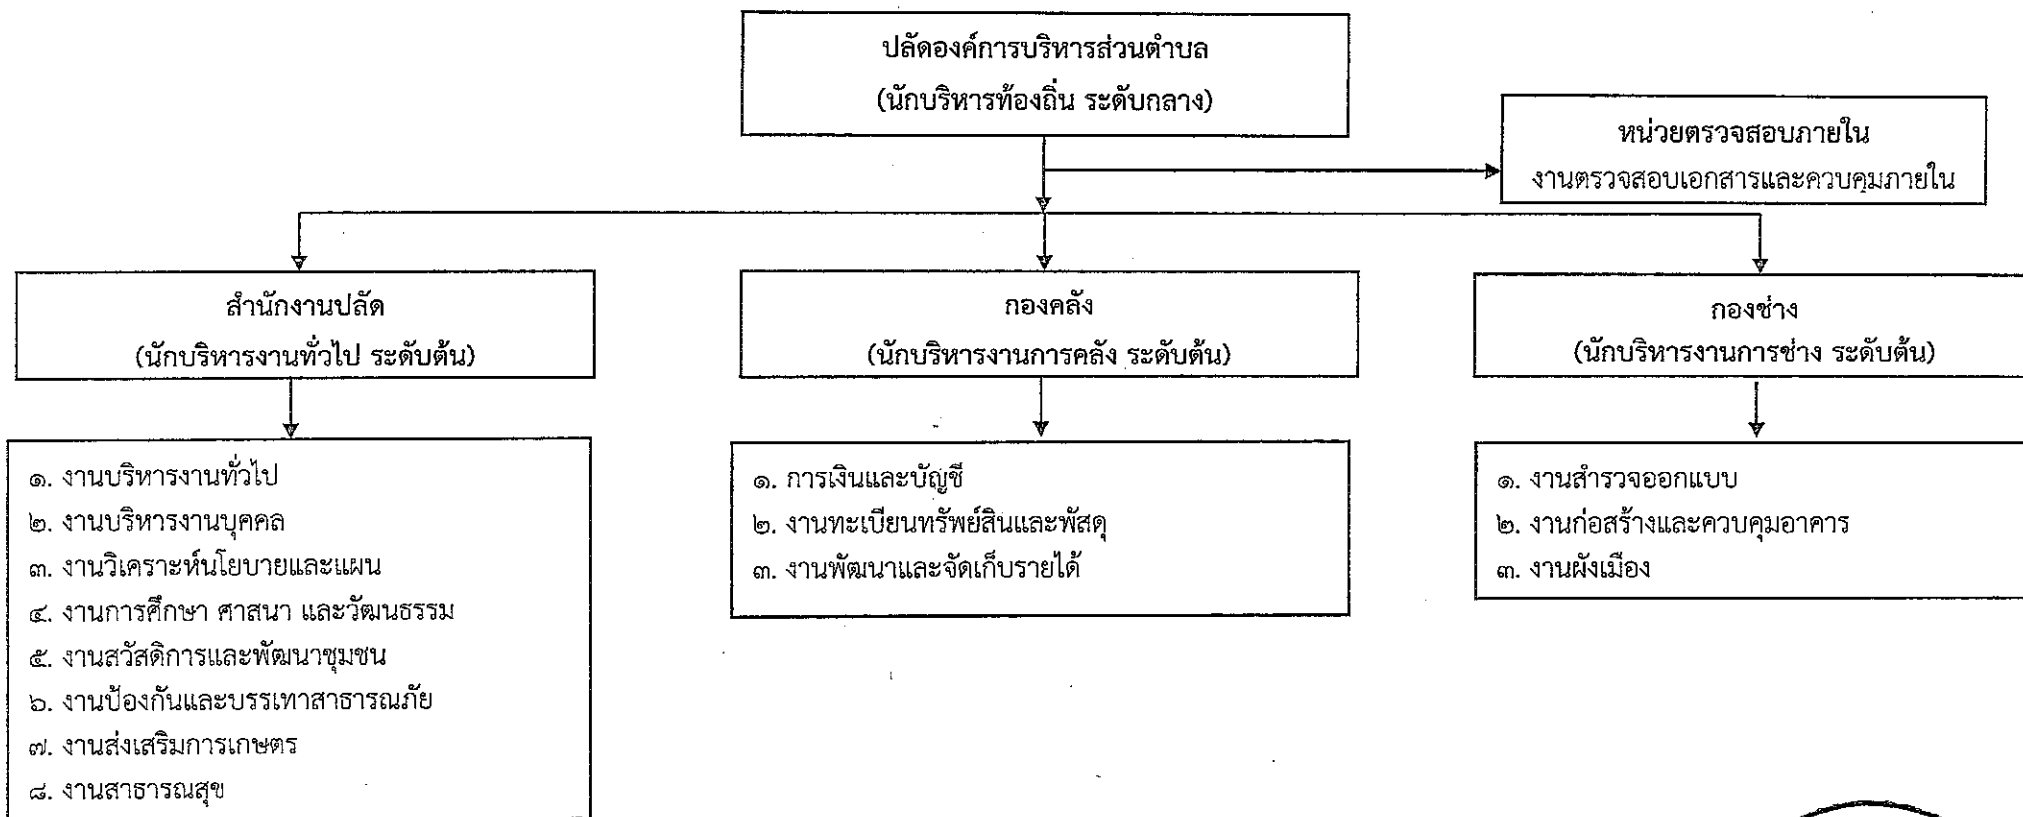 ปลัดองค์การบริหารส่วนตำบล
(นักบริหารท้องถิ่น ระดับกลาง)
หน่วยตรวจสอบภายใน
งานตรวจสอบเอกสารและควบคุมภายใน
สำนักงานปลัด
(นักบริหารงานทั่วไป ระดับต้น)
กองคลัง
(นักบริหารงานการคลัง ระดับต้น)
กองช่าง
(นักบริหารงานการช่าง ระดับต้น)
๑. งานบริหารงานทั่วไป
๒. งานบริหารงานบุคคล
๓. งานวิเคราะห์นโยบายและแผน
๔. งานการศึกษา ศาสนา และวัฒนธรรม
๕. งานสวัสดิการและพัฒนาชุมชน
๖. งานป้องกันและบรรเทาสาธารณภัย
๗. งานส่งเสริมการเกษตร
๘. งานสาธารณสุข
๑. การเงินและบัญชี
๒. งานทะเบียนทรัพย์สินและพัสดุ
๓. งานพัฒนาและจัดเก็บรายได้
๑. งานสำรวจออกแบบ
๒. งานก่อสร้างและควบคุมอาคาร
๓. งานผังเมือง